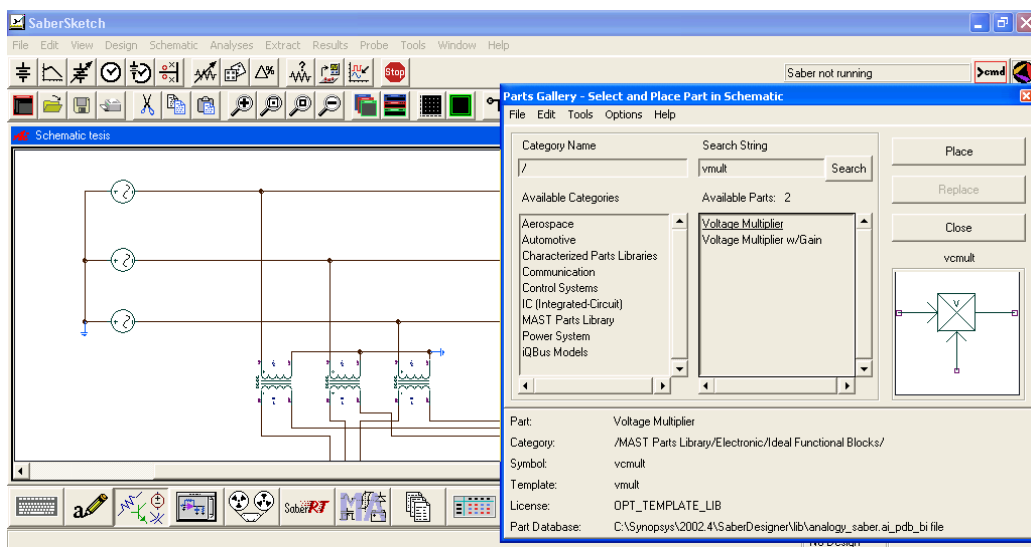 SaberSketch
File Edit View Design Schematic Analyses Extract Results Probe Tools Window Help
Stop
Saber not running
>cmd
Schematic tesis
Parts Gallery - Select and Place Part in Schematic
File Edit Tools Options Help
Category Name
Search String
/
vmult
Search
Available Categories
Available Parts: 2
Aerospace
Automotive
Characterized Parts Libraries
Communication
Control Systems
IC (Integrated-Circuit)
MAST Parts Library
Power System
iQBus Models
Voltage Multiplier
Voltage Multiplier w/Gain
Place
Replace
Close
vcmult
V
Part: Voltage Multiplier
Category: /MAST Parts Library/Electronic/Ideal Functional Blocks/
Symbol: vcmult
Template: vmult
License: OPT_TEMPLATE_LIB
Part Database: C:\Synopsys\2002.4\SaberDesigner\lib\analogy_saber.ai_pdb_bi file
a
SaberRT
No Design